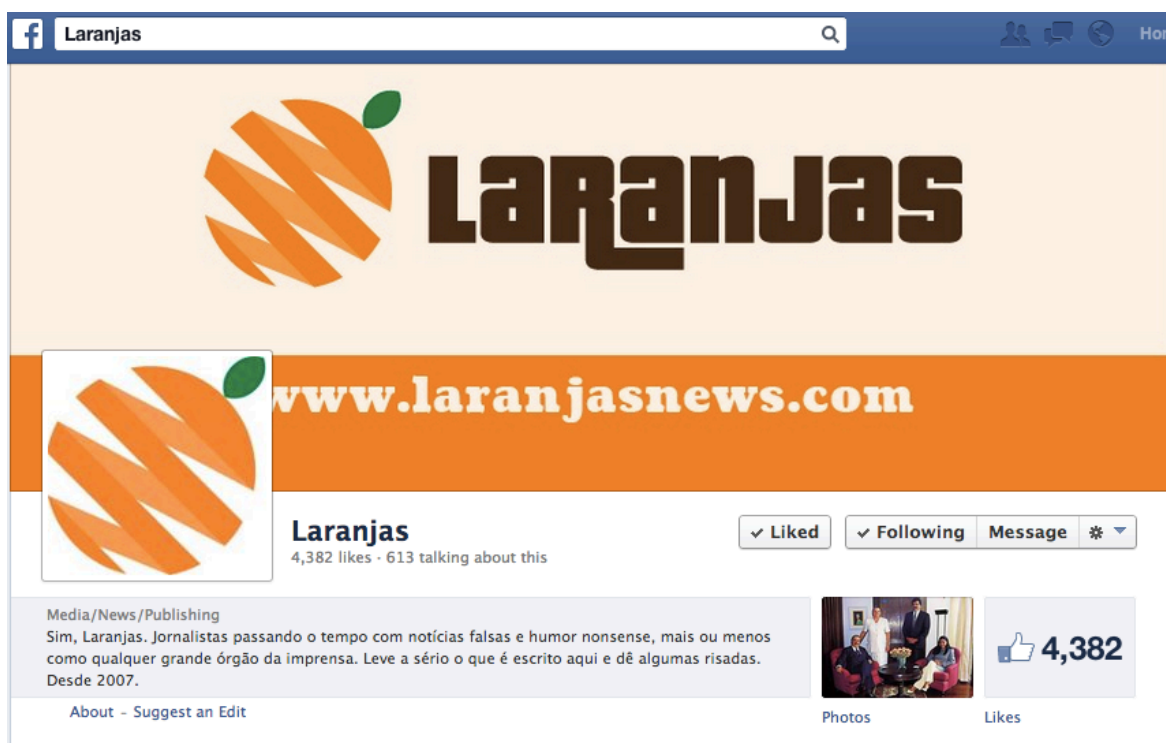 Laranjas
Hom
LARANJAS
www.laranjasnews.com
Laranjas
4,382 likes · 613 talking about this
✓ Liked
✓ Following
Message
Media/News/Publishing
Sim, Laranjas. Jornalistas passando o tempo com notícias falsas e humor nonsense, mais ou menos
como qualquer grande órgão da imprensa. Leve a sério o que é escrito aqui e dê algumas risadas.
Desde 2007.
About - Suggest an Edit
4,382
Photos
Likes